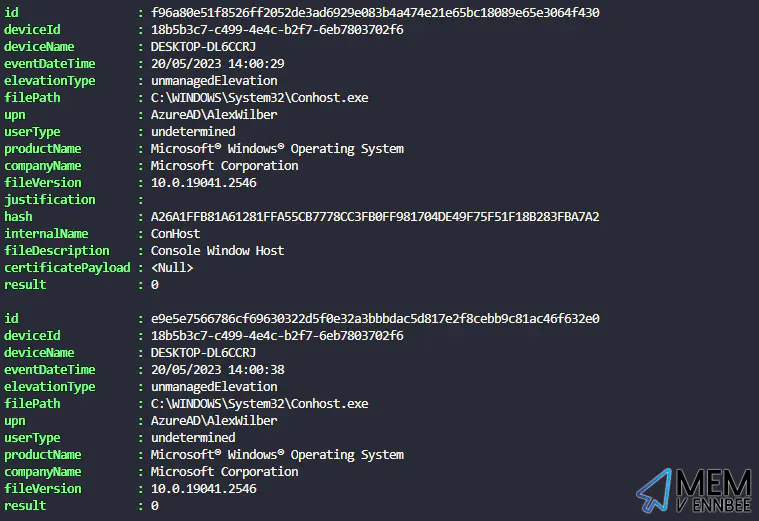 id : f96a80e51f8526ff2052de3ad6929e083b4a474e21e65bc18089e65e3064f430
deviceId : 18b5b3c7-c499-4e4c-b2f7-6eb7803702f6
deviceName : DESKTOP-DL6CCRJ
eventDateTime : 20/05/2023 14:00:29
elevationType : unmanagedElevation
filePath : C:\WINDOWS\System32\Conhost.exe
upn : AzureAD\AlexWilber
userType : undetermined
productName : Microsoft® Windows® Operating System
companyName : Microsoft Corporation
fileVersion : 10.0.19041.2546
justification :
hash : A26A1FFB81A61281FFA55CB7778CC3FB0FF981704DE49F75F51F18B283FBA7A2
internalName : ConHost
fileDescription : Console Window Host
certificatePayload : <Null>
result : 0
id : e9e5e7566786cf69630322d5f0e32a3bbbdac5d817e2f8cebb9c81ac46f632e0
deviceId : 18b5b3c7-c499-4e4c-b2f7-6eb7803702f6
deviceName : DESKTOP-DL6CCRJ
eventDateTime : 20/05/2023 14:00:38
elevationType : unmanagedElevation
filePath : C:\WINDOWS\System32\Conhost.exe
upn : AzureAD\AlexWilber
userType : undetermined
productName : Microsoft® Windows® Operating System
companyName : Microsoft Corporation
fileVersion : 10.0.19041.2546
result : 0
MEM
V ENNBEE